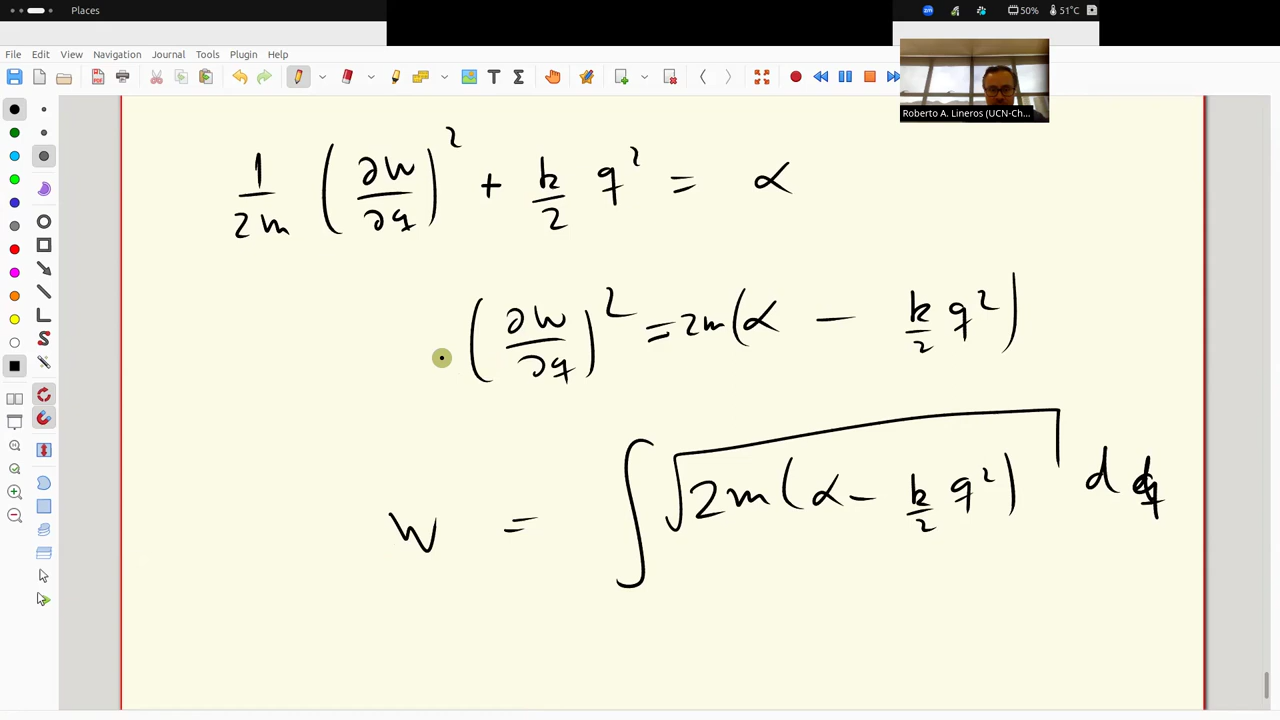 Places
50% 51°C
File Edit View Navigation Journal Tools Plugin Help
Roberto A. Lineros (UCN-Ch...
1/2m (∂W/∂q)² + k/2 q² = α
(∂W/∂q)² = 2m(α − k/2 q²)
W = ∫ √2m(α − k/2 q²) d q